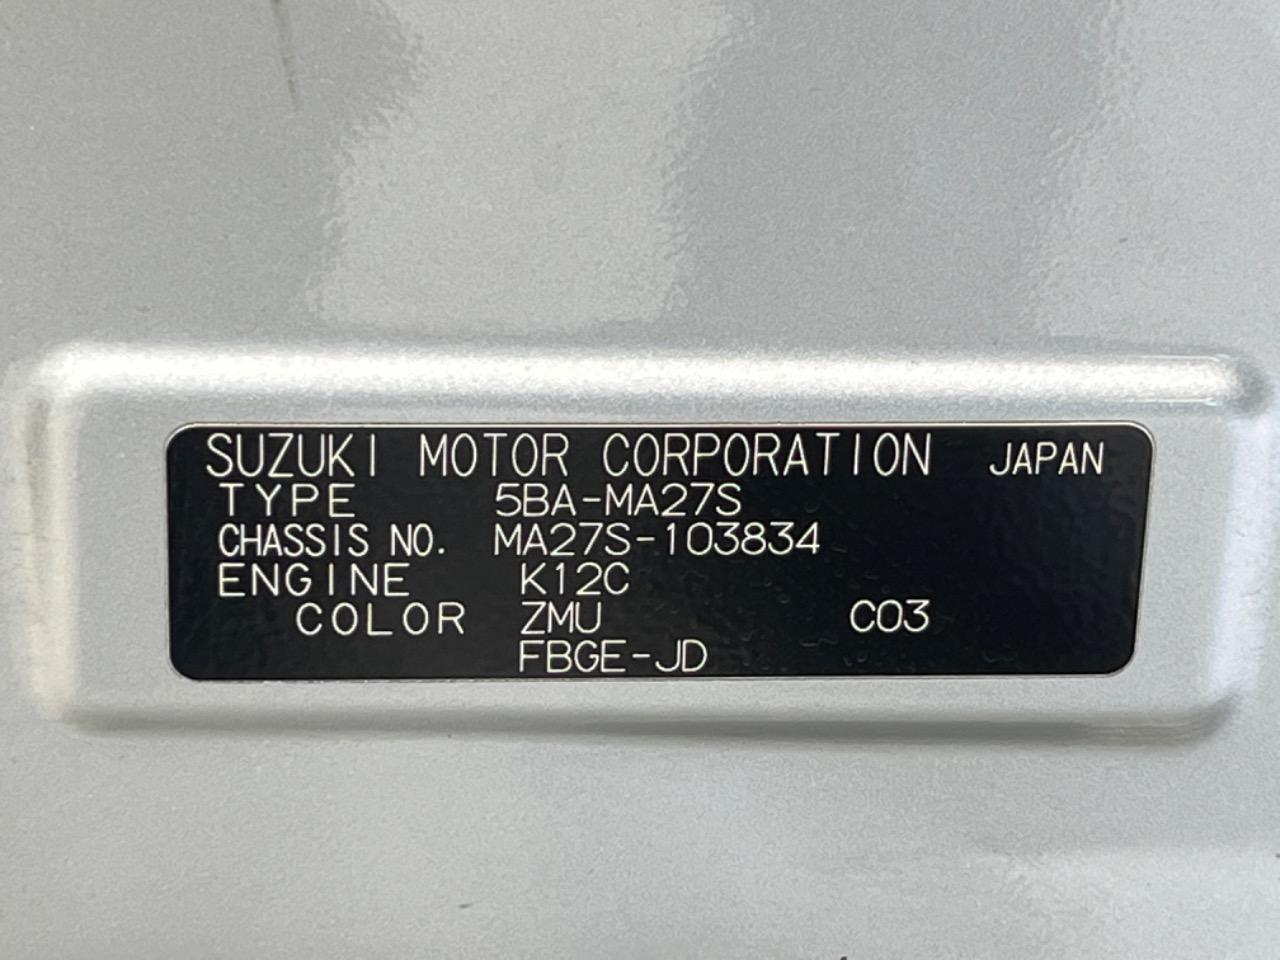 SUZUKI MOTOR CORPORATION JAPAN
TYPE 5BA-MA27S
CHASSIS NO. MA27S-103834
ENGINE K12C
COLOR ZMU C03
FBGE-JD